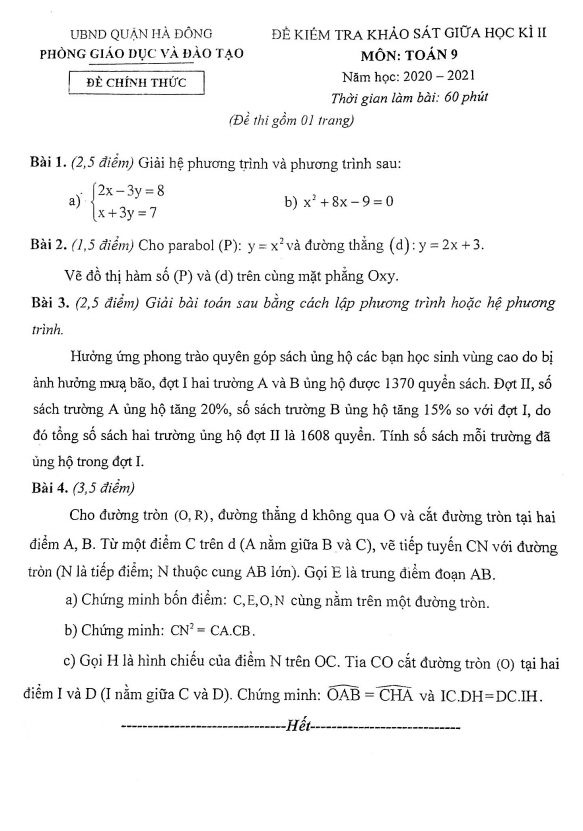 UBND QUẬN HÀ ĐÔNG
PHÒNG GIÁO DỤC VÀ ĐÀO TẠO
ĐỀ CHÍNH THỨC
ĐỀ KIỂM TRA KHẢO SÁT GIỮA HỌC KÌ II
MÔN: TOÁN 9
Năm học: 2020 – 2021
Thời gian làm bài: 60 phút
(Đề thi gồm 01 trang)
Bài 1. (2,5 điểm) Giải hệ phương trình và phương trình sau:
a) {2x − 3y = 8
x + 3y = 7
b) x² + 8x − 9 = 0
Bài 2. (1,5 điểm) Cho parabol (P): y = x² và đường thẳng (d): y = 2x + 3.
Vẽ đồ thị hàm số (P) và (d) trên cùng mặt phẳng Oxy.
Bài 3. (2,5 điểm) Giải bài toán sau bằng cách lập phương trình hoặc hệ phương
trình.
Hưởng ứng phong trào quyên góp sách ủng hộ các bạn học sinh vùng cao do bị
ảnh hưởng mưa bão, đợt I hai trường A và B ủng hộ được 1370 quyển sách. Đợt II, số
sách trường A ủng hộ tăng 20%, số sách trường B ủng hộ tăng 15% so với đợt I, do
đó tổng số sách hai trường ủng hộ đợt II là 1608 quyển. Tính số sách mỗi trường đã
ủng hộ trong đợt I.
Bài 4. (3,5 điểm)
Cho đường tròn (O, R), đường thẳng d không qua O và cắt đường tròn tại hai
điểm A, B. Từ một điểm C trên d (A nằm giữa B và C), vẽ tiếp tuyến CN với đường
tròn (N là tiếp điểm; N thuộc cung AB lớn). Gọi E là trung điểm đoạn AB.
a) Chứng minh bốn điểm: C, E, O, N cùng nằm trên một đường tròn.
b) Chứng minh: CN² = CA.CB.
c) Gọi H là hình chiếu của điểm N trên OC. Tia CO cắt đường tròn (O) tại hai
điểm I và D (I nằm giữa C và D). Chứng minh: OAB = CHA và IC.DH=DC.IH.
Hết